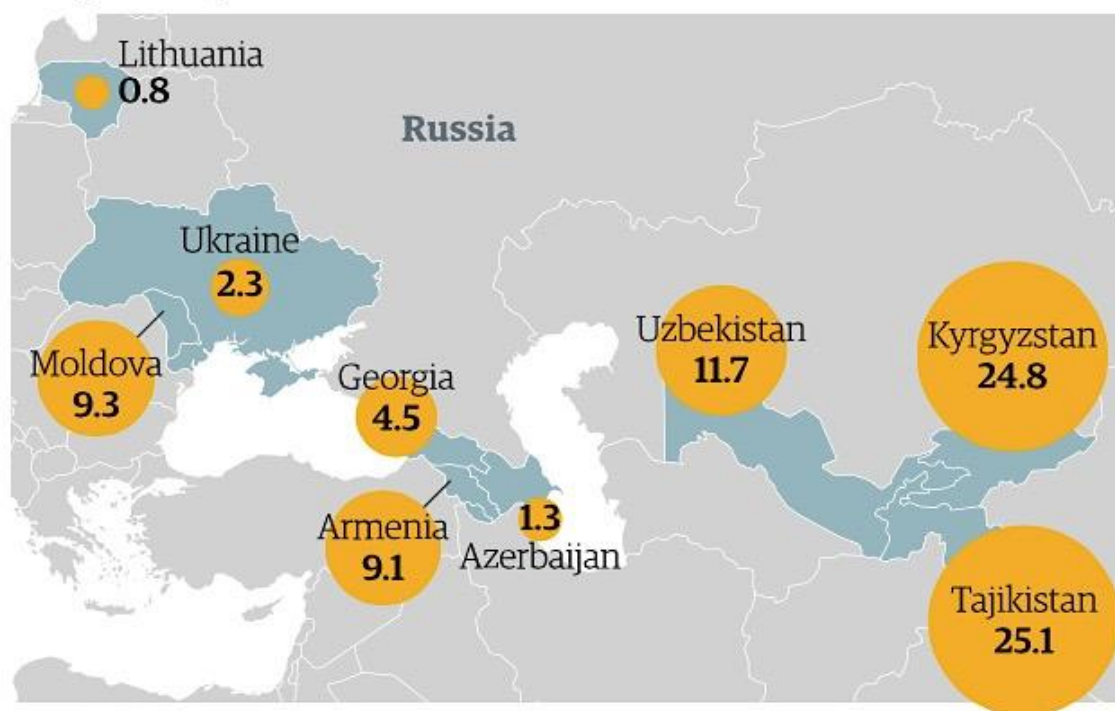 Lithuania
0.8
Russia
Ukraine
2.3
Moldova
9.3
Georgia
4.5
Armenia
9.1
1.3
Azerbaijan
Uzbekistan
11.7
Kyrgyzstan
24.8
Tajikistan
25.1